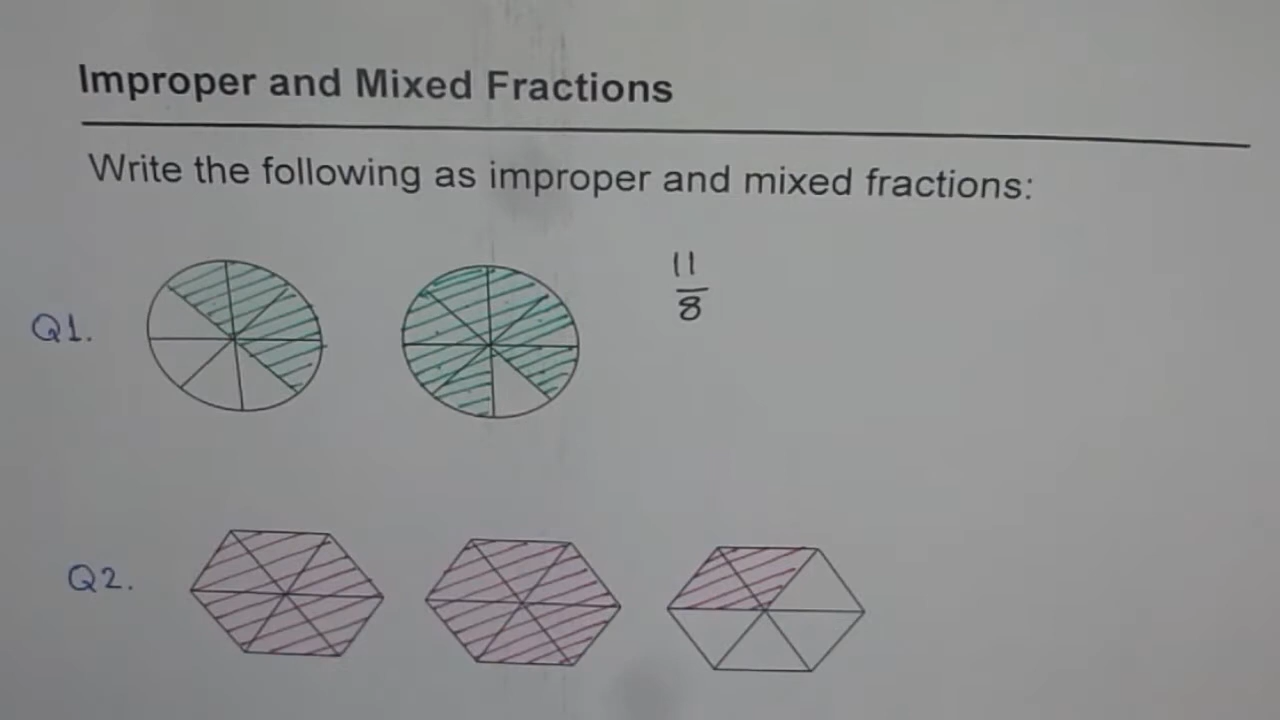 Improper and Mixed Fractions
Write the following as improper and mixed fractions:
Q1.
11
8
Q2.